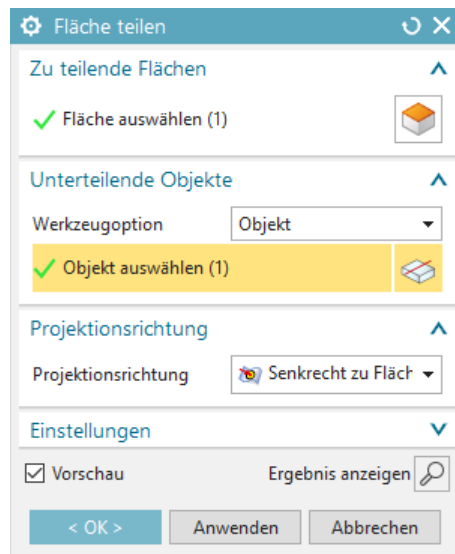 Fläche teilen
Zu teilende Flächen
Fläche auswählen (1)
Unterteilende Objekte
Werkzeugoption Objekt
Objekt auswählen (1)
Projektionsrichtung
Projektionsrichtung Senkrecht zu Fläch
Einstellungen
Vorschau Ergebnis anzeigen
< OK > Anwenden Abbrechen